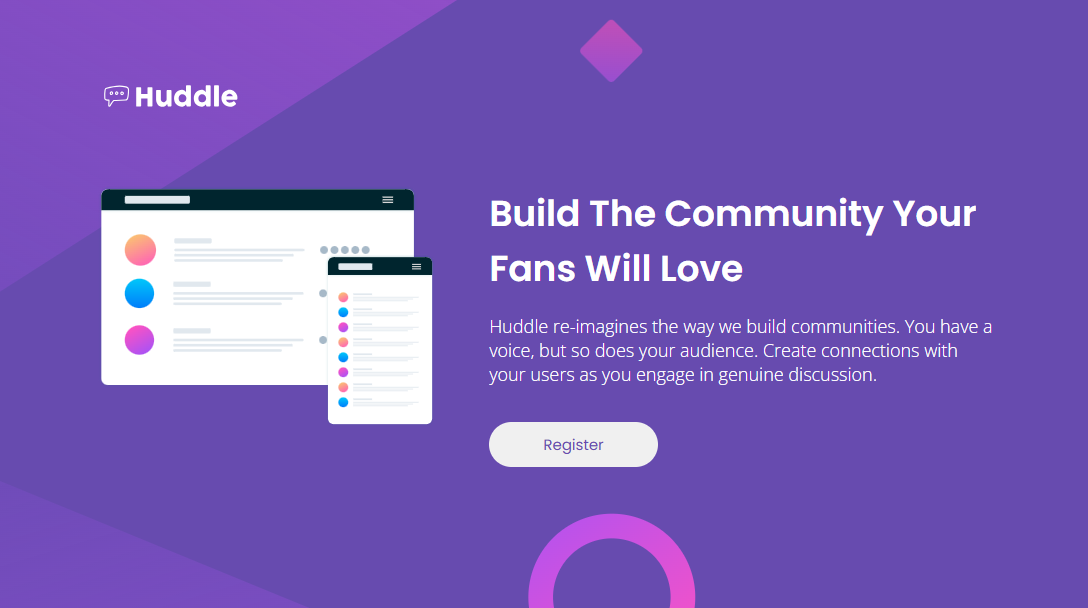 Huddle
Build The Community Your
Fans Will Love
Huddle re-imagines the way we build communities. You have a
voice, but so does your audience. Create connections with
your users as you engage in genuine discussion.
Register